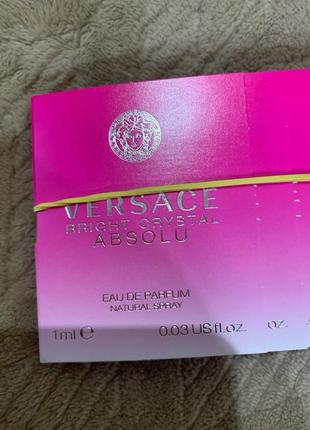 VERSACE
BRIGHT CRYSTAL
ABSOLU
EAU DE PARFUM
NATURAL SPRAY
1ml ℮ 0.03 US fl.oz. oz.